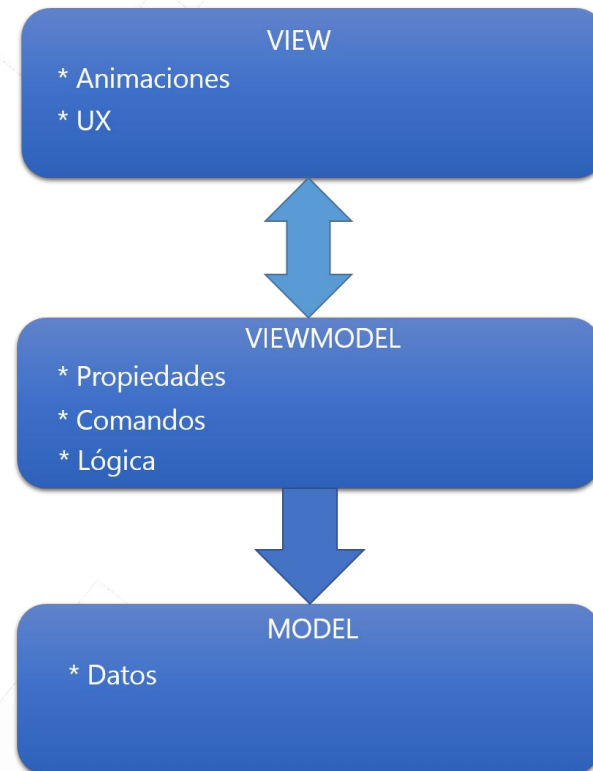 VIEW
* Animaciones
* UX
VIEWMODEL
* Propiedades
* Comandos
* Lógica
MODEL
* Datos